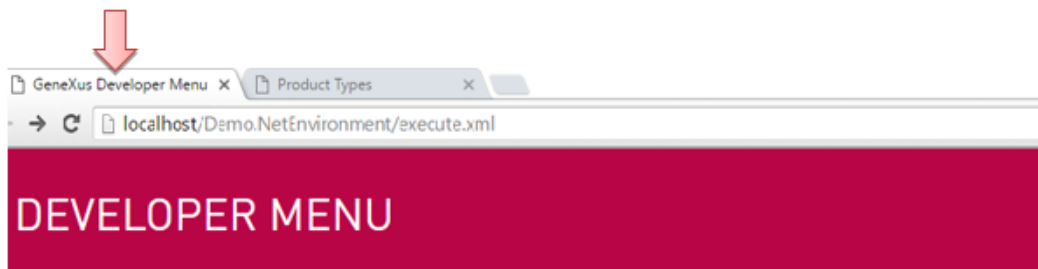 GeneXus Developer Menu Product Types
localhost/Demo.NetEnvironment/execute.xml
DEVELOPER MENU